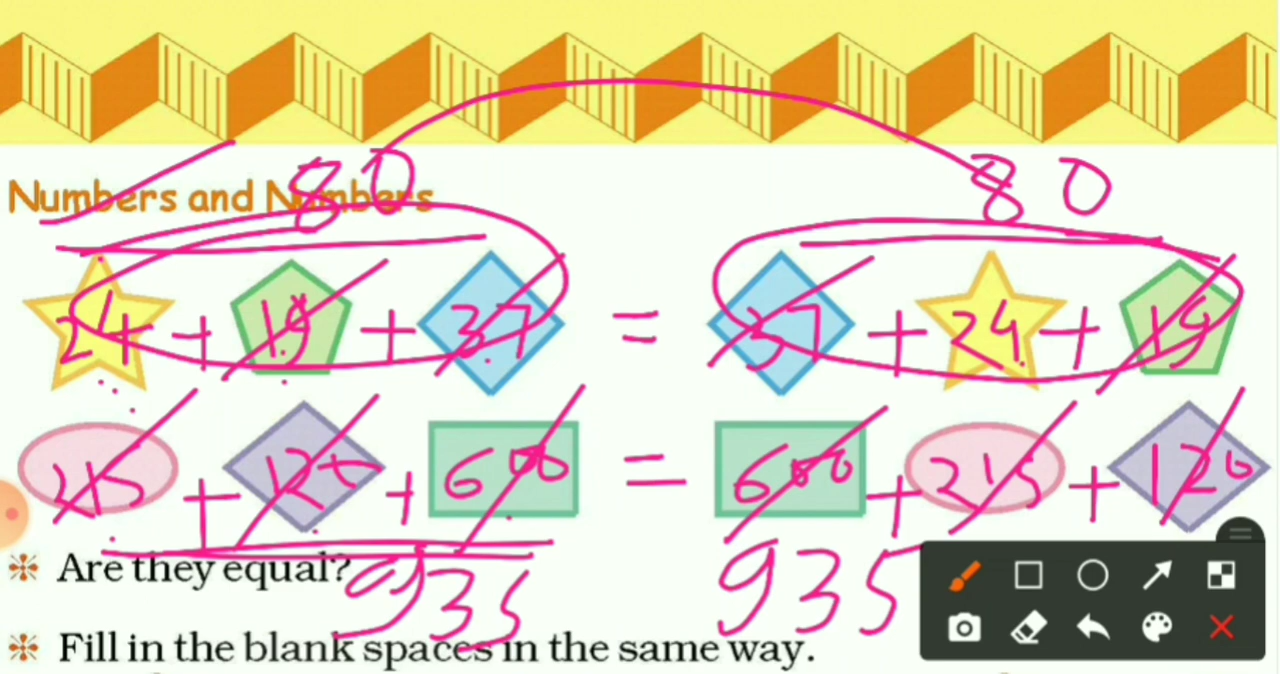 80 80
Numbers and Numbers
24 + 19 + 37 = 37 + 24 + 19
215 + 120 + 600 = 600 + 215 + 120
Are they equal?
935 935
Fill in the blank spaces in the same way.